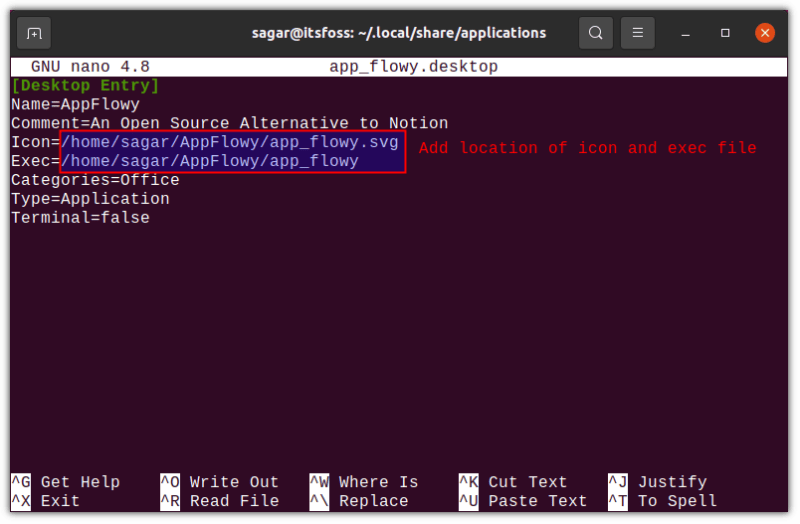 sagar@itsfoss: ~/.local/share/applications
GNU nano 4.8 app_flowy.desktop
[Desktop Entry]
Name=AppFlowy
Comment=An Open Source Alternative to Notion
Icon=/home/sagar/AppFlowy/app_flowy.svg
Exec=/home/sagar/AppFlowy/app_flowy
Add location of icon and exec file
Categories=Office
Type=Application
Terminal=false
^G Get Help ^O Write Out ^W Where Is ^K Cut Text ^J Justify
^X Exit ^R Read File ^\ Replace ^U Paste Text ^T To Spell